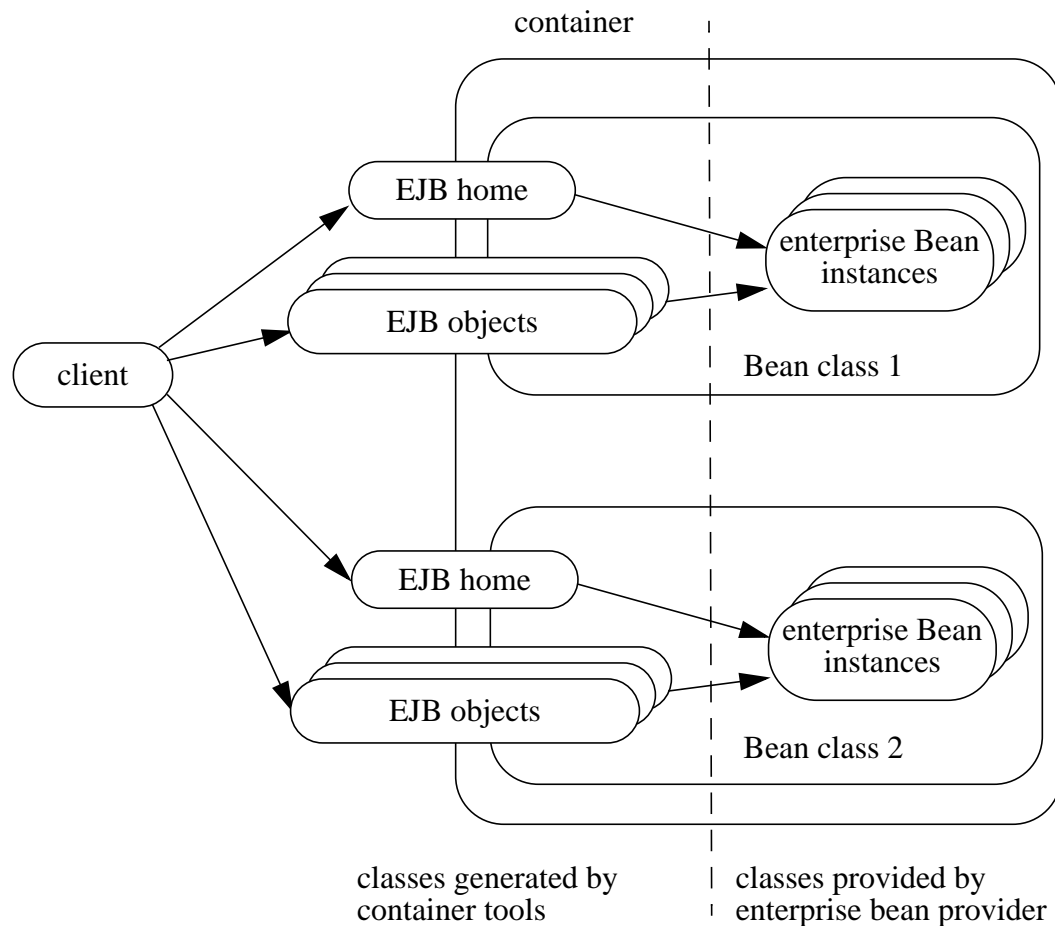 container
EJB home
enterprise Bean
instances
EJB objects
Bean class 1
client
EJB home
enterprise Bean
instances
EJB objects
Bean class 2
classes generated by
container tools
classes provided by
enterprise bean provider